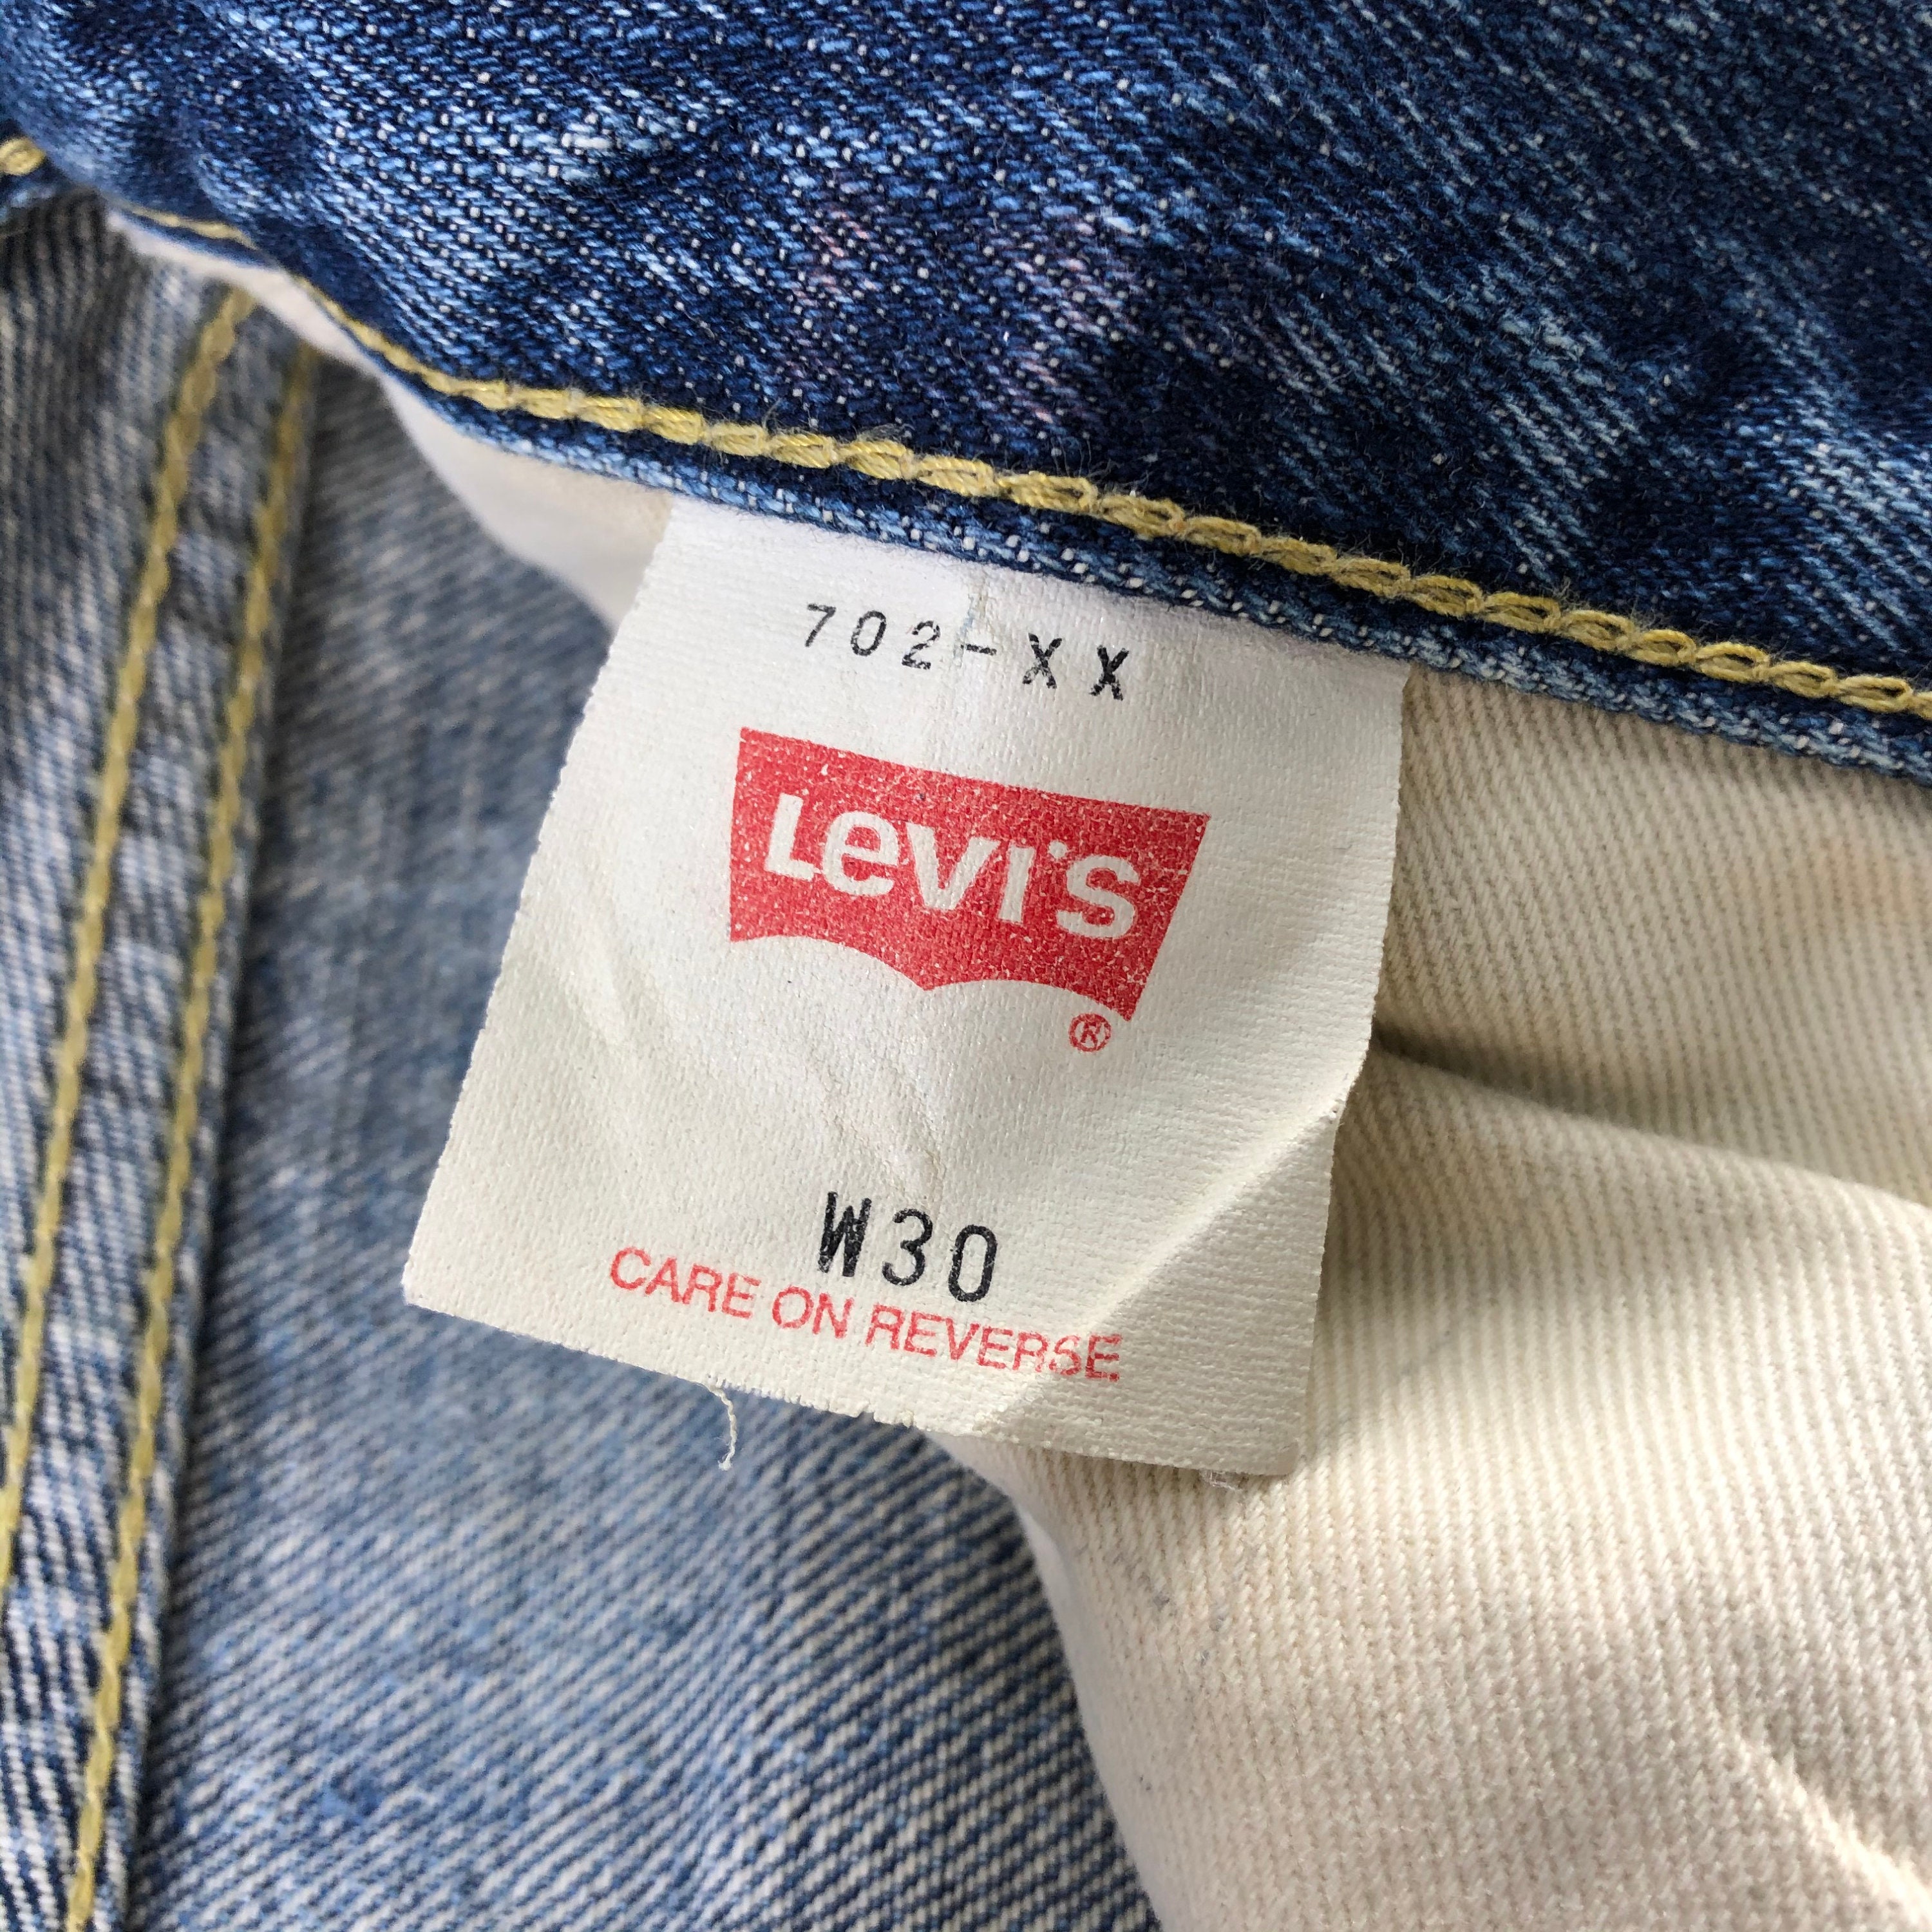 702-XX
Levi's
®
W30
CARE ON REVERSE